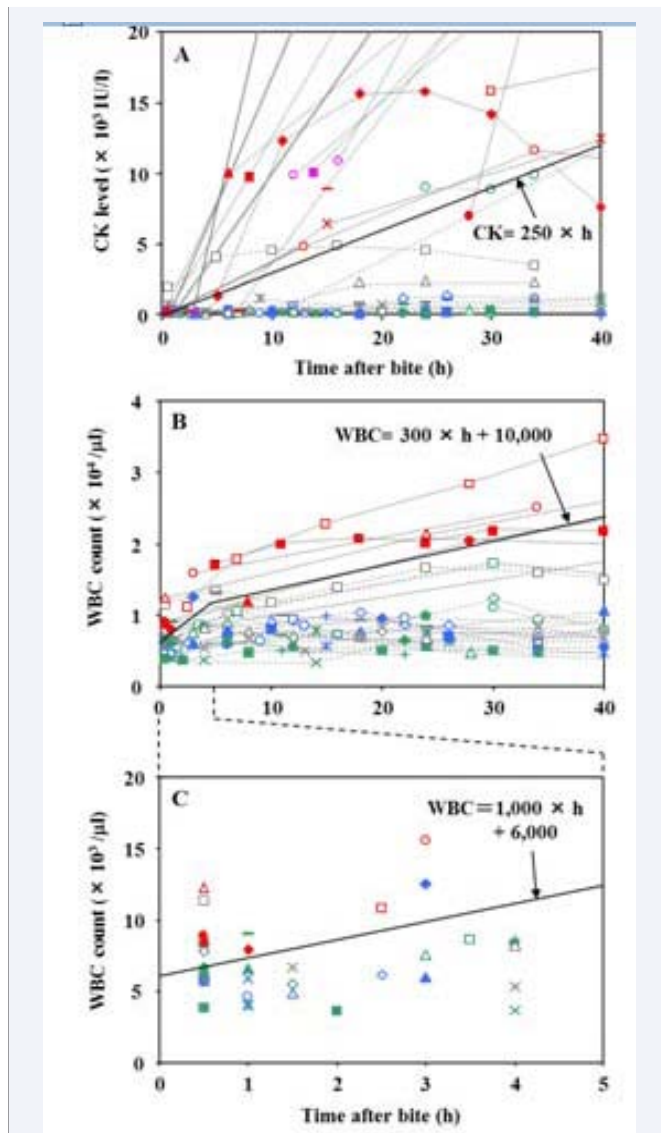 20
A
15
10
5
0
CK level (× 10³ IU/l)
CK= 250 × h
0 10 20 30 40
Time after bite (h)
4
B
WBC= 300 × h + 10,000
3
2
1
0
WBC count (× 10⁴/µl)
0 10 20 30 40
20
C
WBC=1,000 × h
+ 6,000
15
10
5
0
WBC count (× 10³/µl)
0 1 2 3 4 5
Time after bite (h)